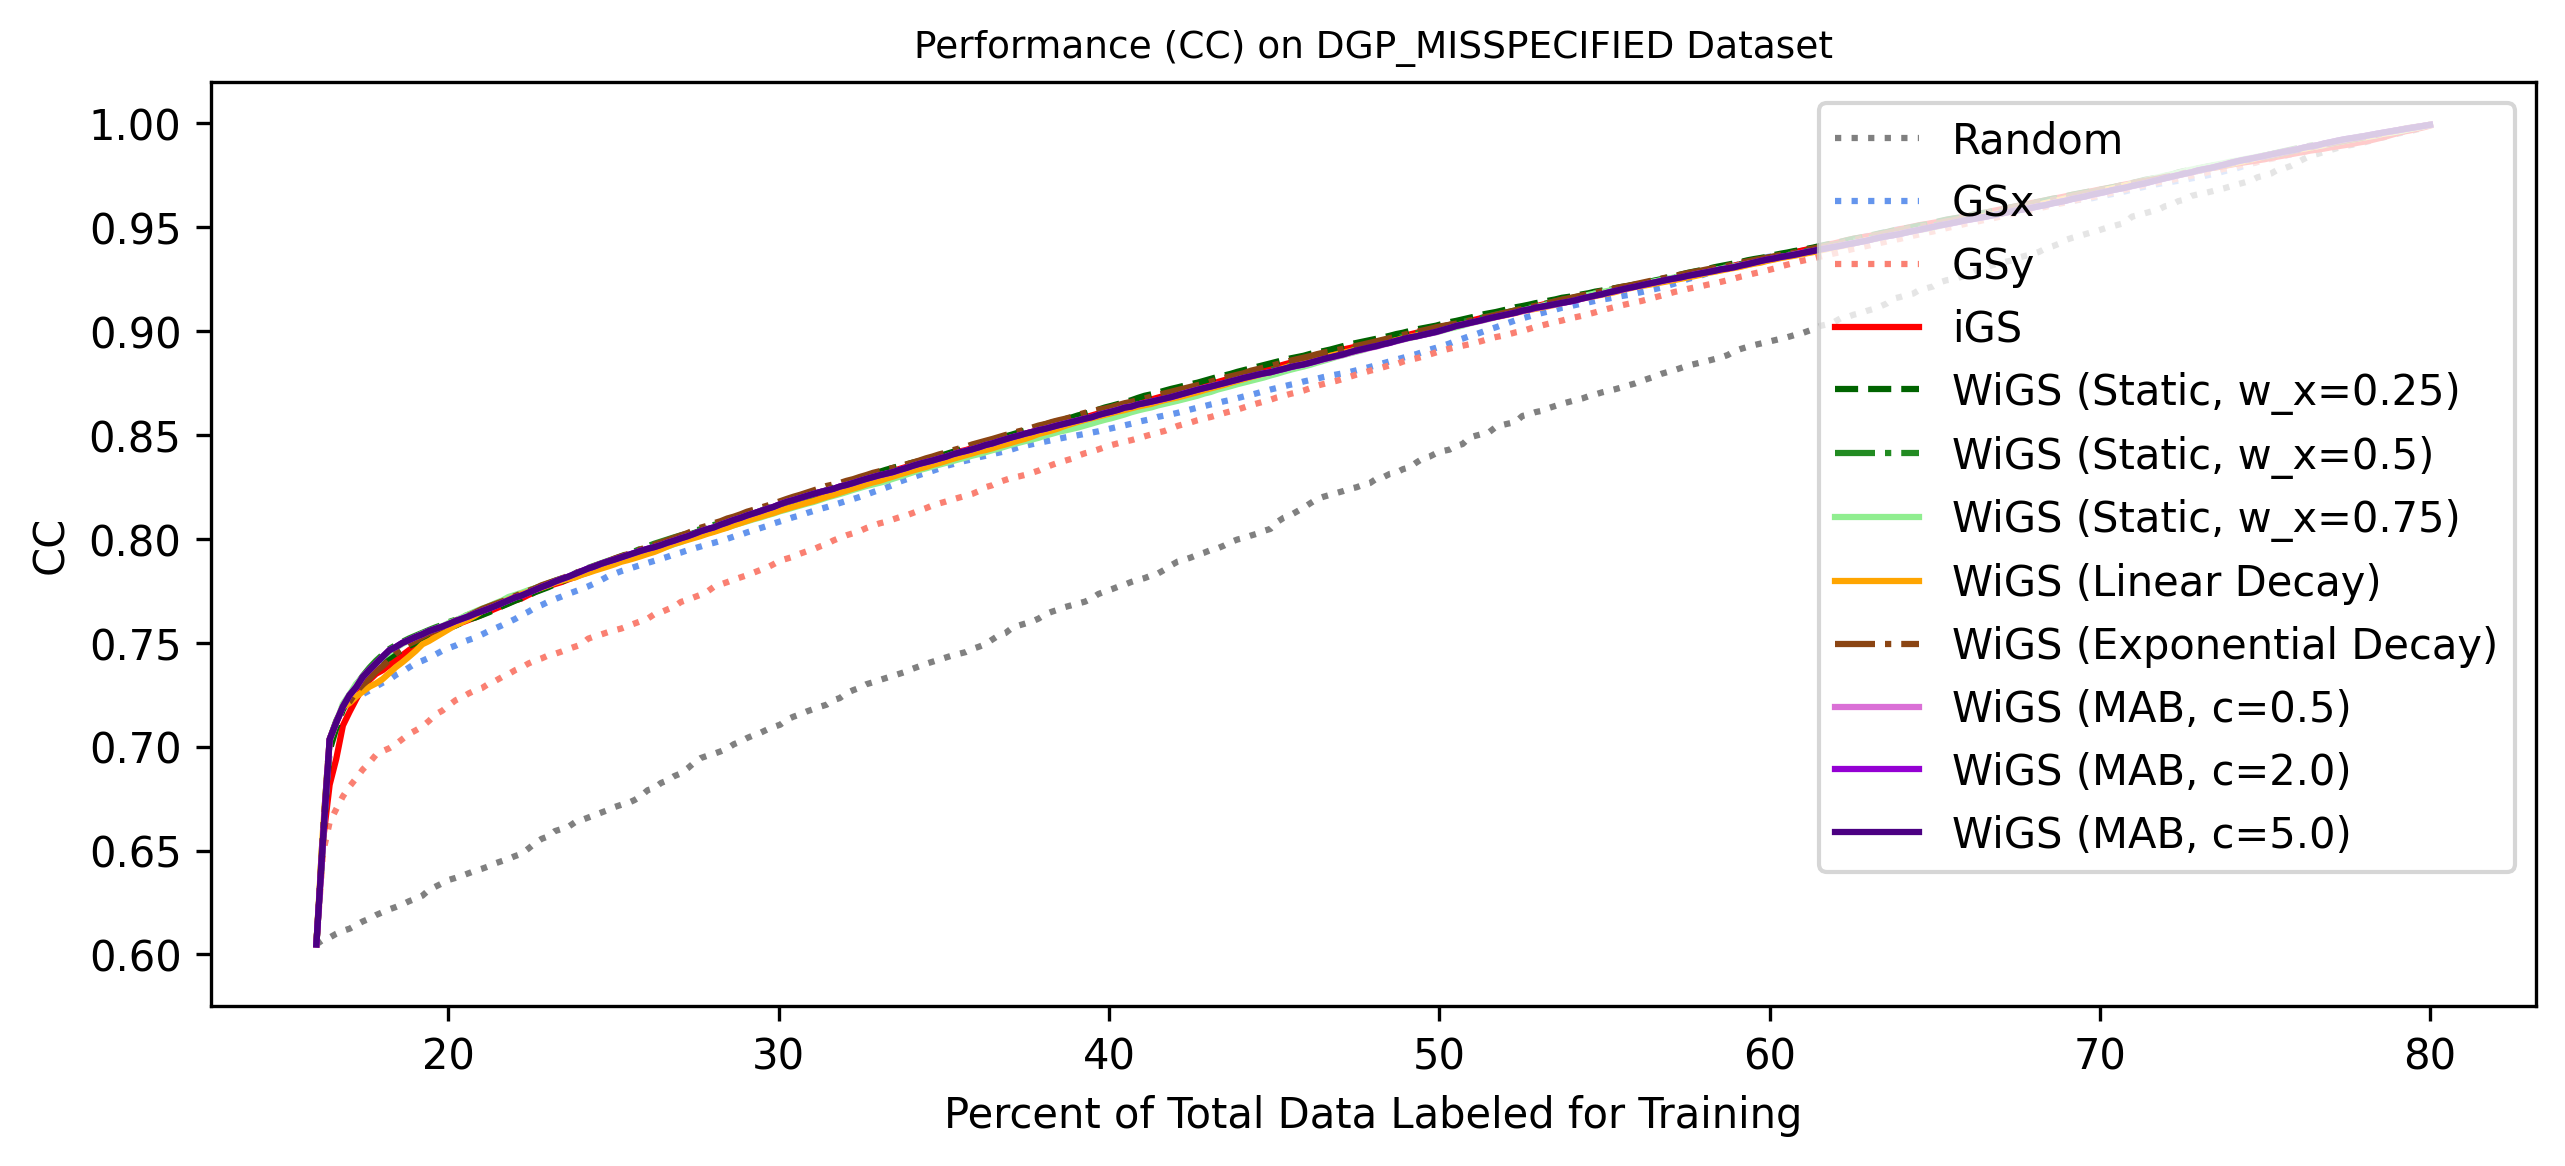 Performance (CC) on DGP_MISSPECIFIED Dataset
1.00
0.95
0.90
0.85
0.80
0.75
0.70
0.65
0.60
CC
20 30 40 50 60 70 80
Percent of Total Data Labeled for Training
Random
GSx
GSy
iGS
WiGS (Static, w_x=0.25)
WiGS (Static, w_x=0.5)
WiGS (Static, w_x=0.75)
WiGS (Linear Decay)
WiGS (Exponential Decay)
WiGS (MAB, c=0.5)
WiGS (MAB, c=2.0)
WiGS (MAB, c=5.0)